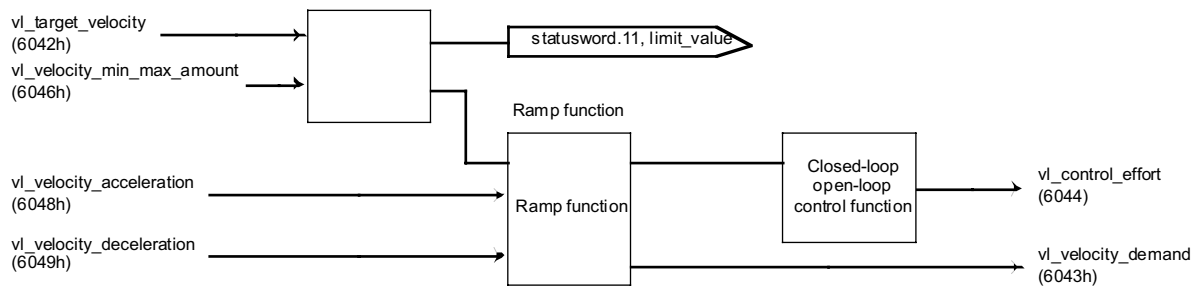 vl_target_velocity
(6042h)
statusword.11, limit_value
vl_velocity_min_max_amount
(6046h)
Ramp function
vl_velocity_acceleration
(6048h)
Ramp function
Closed-loop
open-loop
control function
vl_control_effort
(6044)
vl_velocity_deceleration
(6049h)
vl_velocity_demand
(6043h)